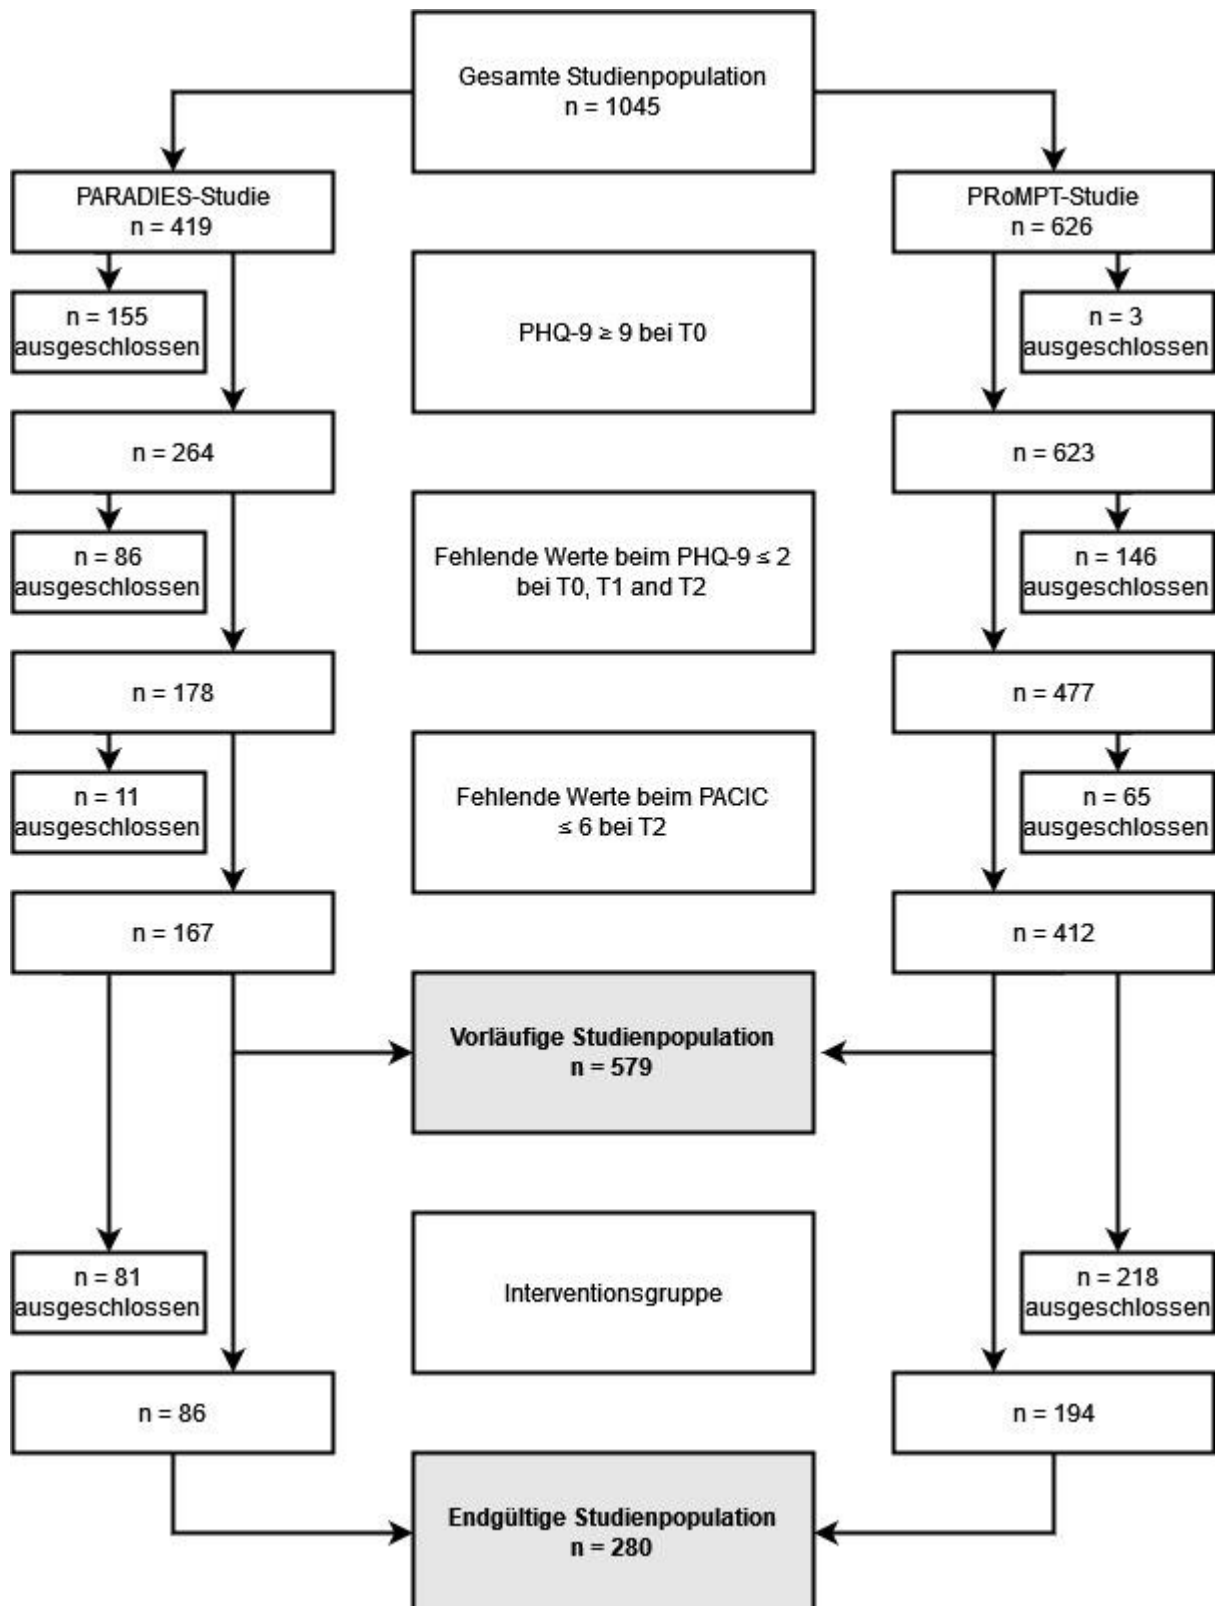 Gesamte Studienpopulation
n = 1045
PARADIES-Studie
n = 419
PRoMPT-Studie
n = 626
n = 155
ausgeschlossen
PHQ-9 ≥ 9 bei T0
n = 3
ausgeschlossen
n = 264
n = 623
n = 86
ausgeschlossen
Fehlende Werte beim PHQ-9 ≤ 2
bei T0, T1 and T2
n = 146
ausgeschlossen
n = 178
n = 477
n = 11
ausgeschlossen
Fehlende Werte beim PACIC
≤ 6 bei T2
n = 65
ausgeschlossen
n = 167
n = 412
Vorläufige Studienpopulation
n = 579
n = 81
ausgeschlossen
Interventionsgruppe
n = 218
ausgeschlossen
n = 86
n = 194
Endgültige Studienpopulation
n = 280